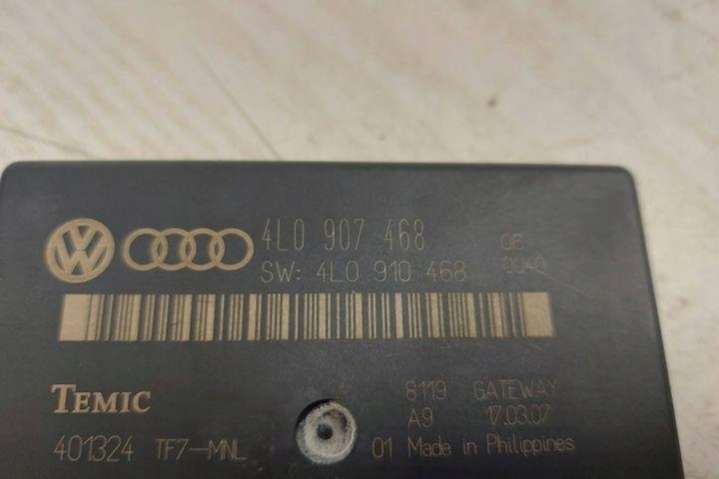 4L0 907 468
SW: 4L0 910 468
TEMIC
6119 GATEWAY
A9 17.03.07
401324 TF7-MNL 01 Made in Philippines